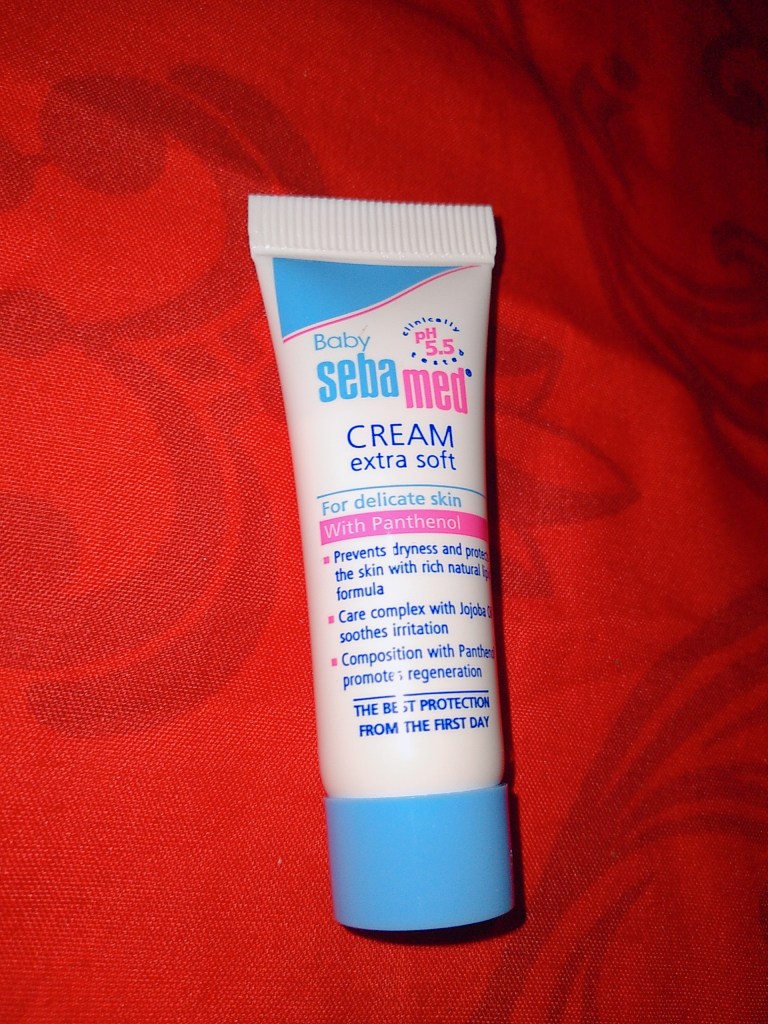 Baby
clinically
pH
5.5
tested
sebamed®
CREAM
extra soft
For delicate skin
With Panthenol
Prevents dryness and
the skin with rich natural
formula
Care complex with Jojoba
soothes irritation
Composition with
promotes regeneration
THE BEST PROTECTION
FROM THE FIRST DAY